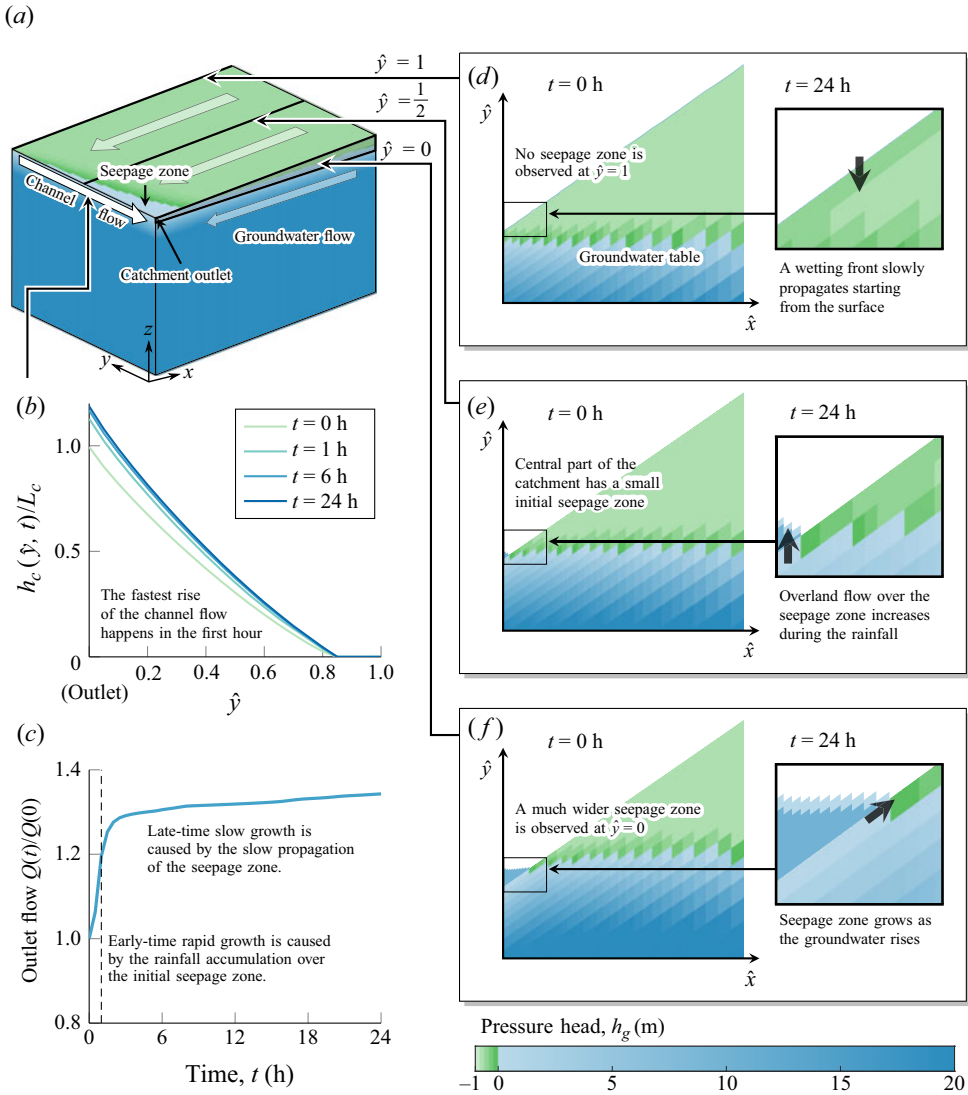 (a)
ŷ = 1
ŷ = 1/2
ŷ = 0
Seepage zone
Channel
flow
Groundwater flow
Catchment outlet
z
y
x
(b)
t = 0 h
t = 1 h
t = 6 h
t = 24 h
h_c (ŷ, t)/L_c
1.0
0.5
0
The fastest rise
of the channel flow
happens in the first hour
0.2
0.4
0.6
0.8
1.0
(Outlet)
ŷ
(c)
Outlet flow Q(t)/Q(0)
1.4
1.2
1.0
0.8
Late-time slow growth is
caused by the slow propagation
of the seepage zone.
Early-time rapid growth is caused
by the rainfall accumulation over
the initial seepage zone.
0
6
12
18
24
Time, t (h)
(d)
t = 0 h
t = 24 h
ŷ
No seepage zone is
observed at ŷ = 1
Groundwater table
x̂
A wetting front slowly
propagates starting
from the surface
(e)
t = 0 h
t = 24 h
ŷ
Central part of the
catchment has a small
initial seepage zone
x̂
Overland flow over the
seepage zone increases
during the rainfall
(f)
t = 0 h
t = 24 h
ŷ
A much wider seepage zone
is observed at ŷ = 0
x̂
Seepage zone grows as
the groundwater rises
Pressure head, h_g (m)
−1
0
5
10
15
20